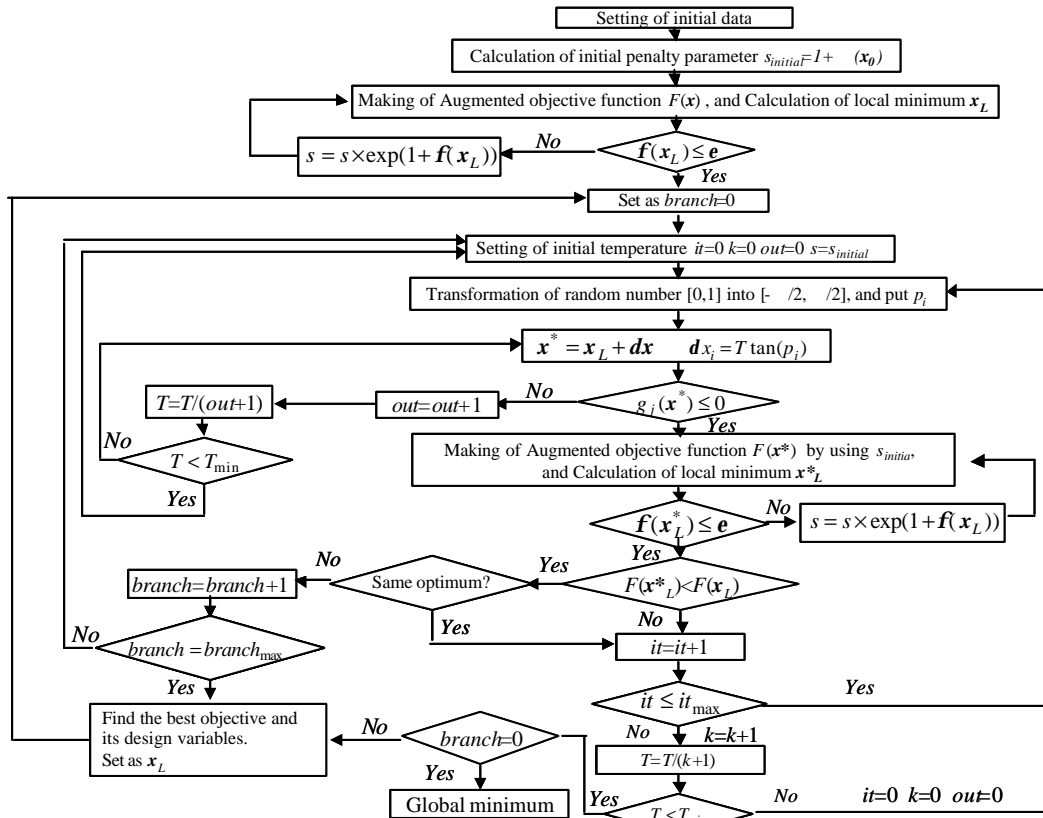 Setting of initial data
Calculation of initial penalty parameter s_initial=1+ (x_0)
Making of Augmented objective function F(x) , and Calculation of local minimum x_L
No
s = s×exp(1+ f(x_L))
f(x_L) ≤ e
Yes
Set as branch=0
Setting of initial temperature it=0 k=0 out=0 s=s_initial
Transformation of random number [0,1] into [- /2, /2], and put p_i
x* = x_L + dx dx_i = T tan(p_i)
No
T=T/(out+1)
out=out+1
g_j(x*) ≤ 0
Yes
No
T < T_min
Yes
Making of Augmented objective function F(x*) by using s_initia,
and Calculation of local minimum x*_L
f(x*_L) ≤ e
No
s = s×exp(1+ f(x_L))
Yes
No
Same optimum?
Yes
F(x*_L)<F(x_L)
branch=branch+1
No
Yes
it=it+1
No
branch = branch_max
Yes
it ≤ it_max
Yes
Find the best objective and
its design variables.
Set as x_L
No
branch=0
No
k=k+1
T=T/(k+1)
Yes
Global minimum
Yes
No
it=0 k=0 out=0